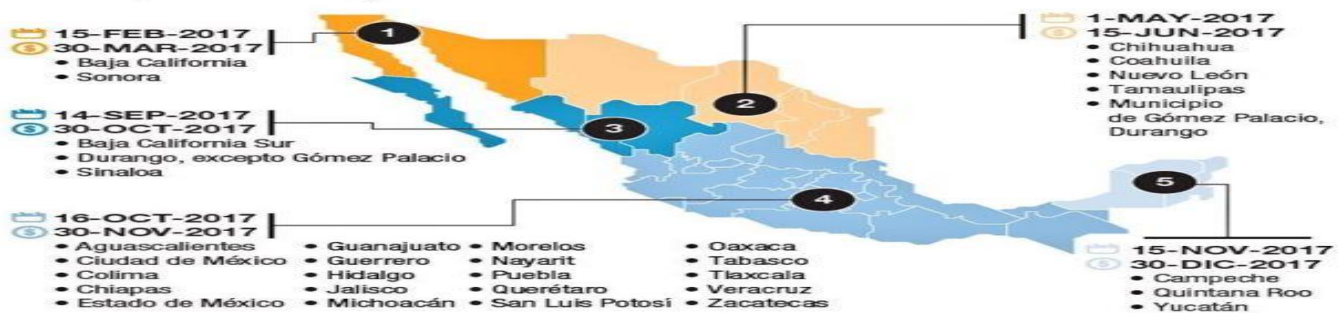 15-FEB-2017
30-MAR-2017
• Baja California
• Sonora
1
1-MAY-2017
15-JUN-2017
• Chihuahua
• Coahuila
• Nuevo León
• Tamaulipas
• Municipio
de Gómez Palacio,
Durango
2
14-SEP-2017
30-OCT-2017
• Baja California Sur
• Durango, excepto Gómez Palacio
• Sinaloa
3
16-OCT-2017
30-NOV-2017
• Aguascalientes • Guanajuato • Morelos • Oaxaca
• Ciudad de México • Guerrero • Nayarit • Tabasco
• Colima • Hidalgo • Puebla • Tlaxcala
• Chiapas • Jalisco • Querétaro • Veracruz
• Estado de México • Michoacán • San Luis Potosí • Zacatecas
4
5
15-NOV-2017
30-DIC-2017
• Campeche
• Quintana Roo
• Yucatán